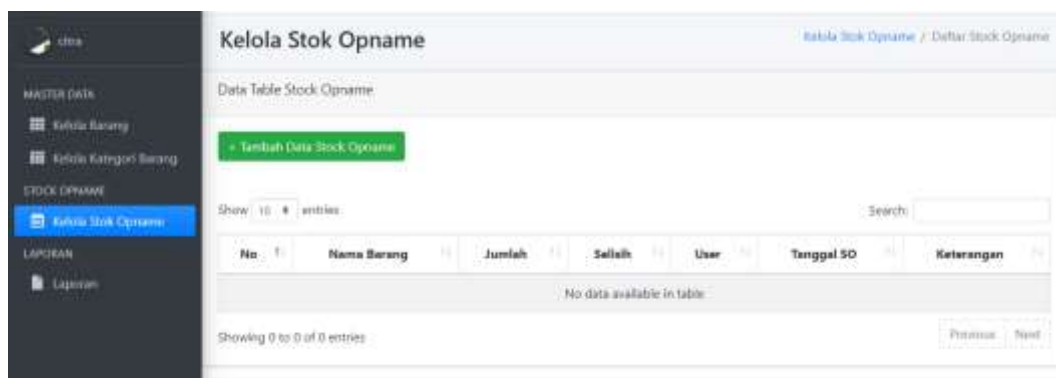 citra
MASTER DATA
Kelola Barang
Kelola Kategori Barang
STOCK OPNAME
Kelola Stok Opname
LAPORAN
Laporan
Kelola Stok Opname
Kelola Stok Opname / Daftar Stock Opname
Data Table Stock Opname
+ Tambah Data Stock Opname
Show 10 entries
Search:
No Nama Barang Jumlah Selisih User Tanggal SO Keterangan
No data available in table
Showing 0 to 0 of 0 entries
Previous Next